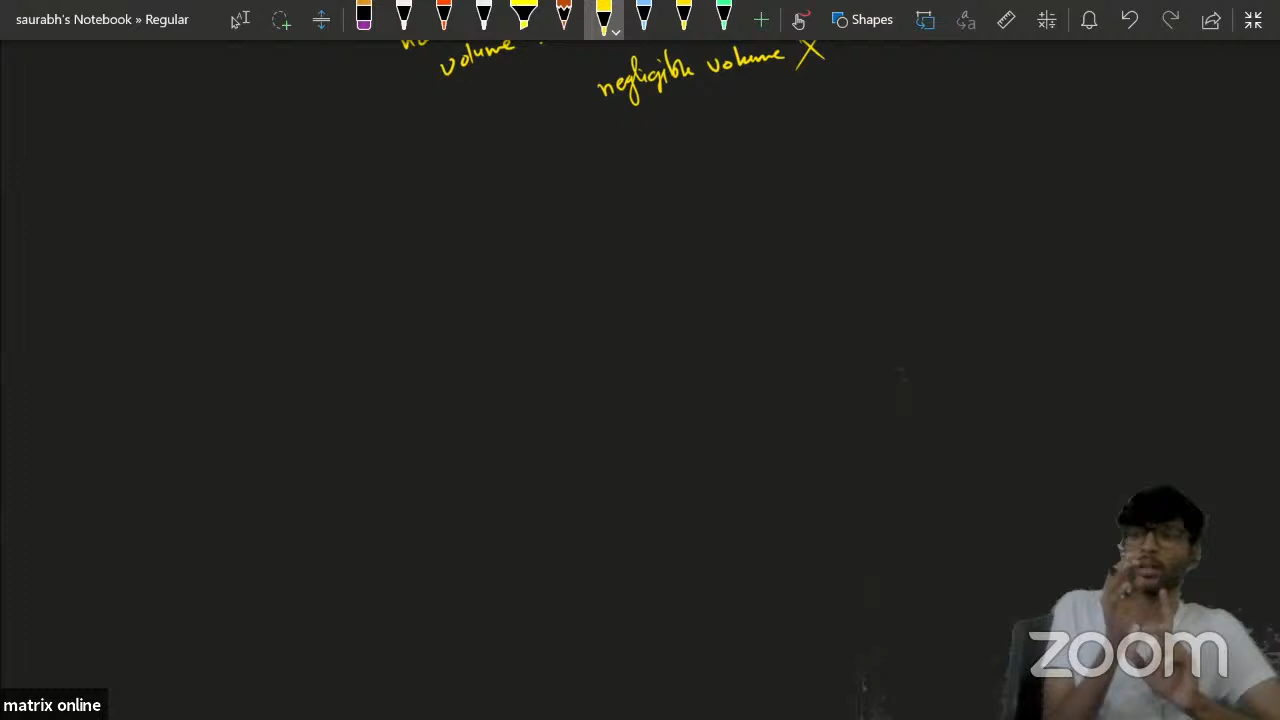 saurabh's Notebook » Regular
Shapes
volume
negligible volume X
zoom
matrix online